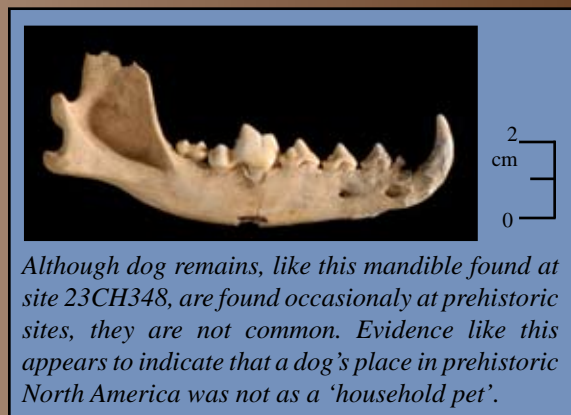 2
cm
0
Although dog remains, like this mandible found at
site 23CH348, are found occasionaly at prehistoric
sites, they are not common. Evidence like this
appears to indicate that a dog's place in prehistoric
North America was not as a ‘household pet’.